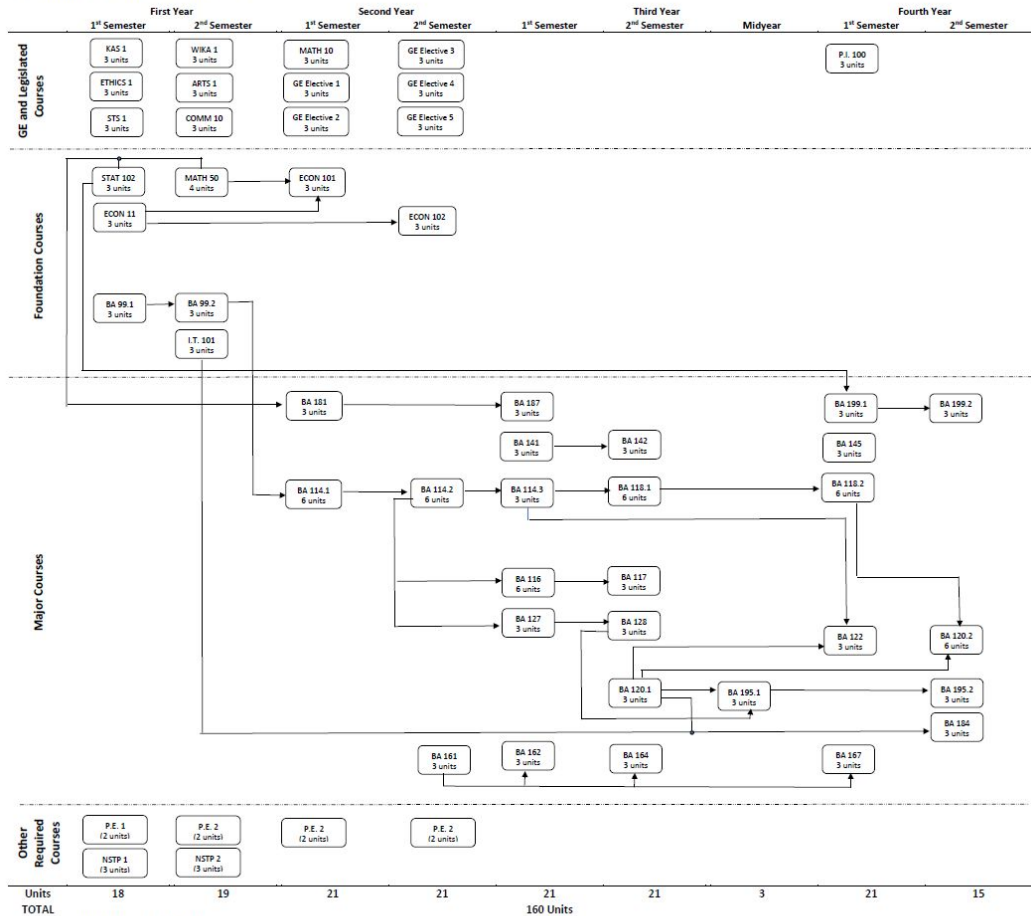 First Year Second Year Third Year Fourth Year
1st Semester 2nd Semester 1st Semester 2nd Semester 1st Semester 2nd Semester Midyear 1st Semester 2nd Semester
GE and Legislated
Courses
KAS 1
3 units
WIKA 1
3 units
MATH 10
3 units
GE Elective 3
3 units
P.I. 100
3 units
ETHICS 1
3 units
ARTS 1
3 units
GE Elective 1
3 units
GE Elective 4
3 units
STS 1
3 units
COMM 10
3 units
GE Elective 2
3 units
GE Elective 5
3 units
Foundation Courses
STAT 102
3 units
MATH 50
4 units
ECON 101
3 units
ECON 11
3 units
ECON 102
3 units
BA 99.1
3 units
BA 99.2
3 units
I.T. 101
3 units
Major Courses
BA 181
3 units
BA 187
3 units
BA 199.1
3 units
BA 199.2
3 units
BA 141
3 units
BA 142
3 units
BA 145
3 units
BA 114.1
6 units
BA 114.2
6 units
BA 114.3
3 units
BA 118.1
6 units
BA 118.2
6 units
BA 116
6 units
BA 117
3 units
BA 127
3 units
BA 128
3 units
BA 122
3 units
BA 120.2
6 units
BA 120.1
3 units
BA 195.1
3 units
BA 195.2
3 units
BA 184
3 units
BA 161
3 units
BA 162
3 units
BA 164
3 units
BA 167
3 units
Other
Required
Courses
P.E. 1
(2 units)
P.E. 2
(2 units)
P.E. 2
(2 units)
P.E. 2
(2 units)
NSTP 1
(3 units)
NSTP 2
(3 units)
Units 18 19 21 21 21 21 3 21 15
TOTAL 160 Units